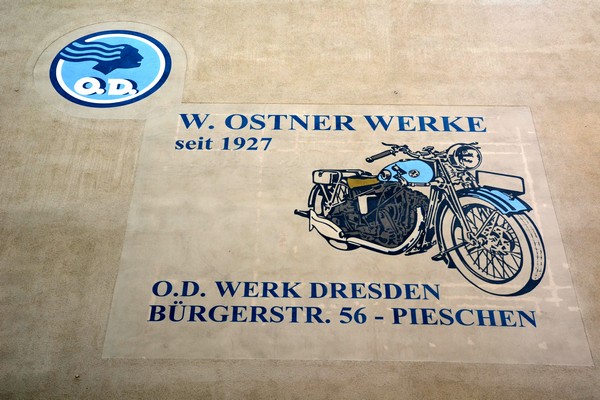 O.D.
W. OSTNER WERKE
seit 1927
O.D. WERK DRESDEN
BÜRGERSTR. 56 - PIESCHEN